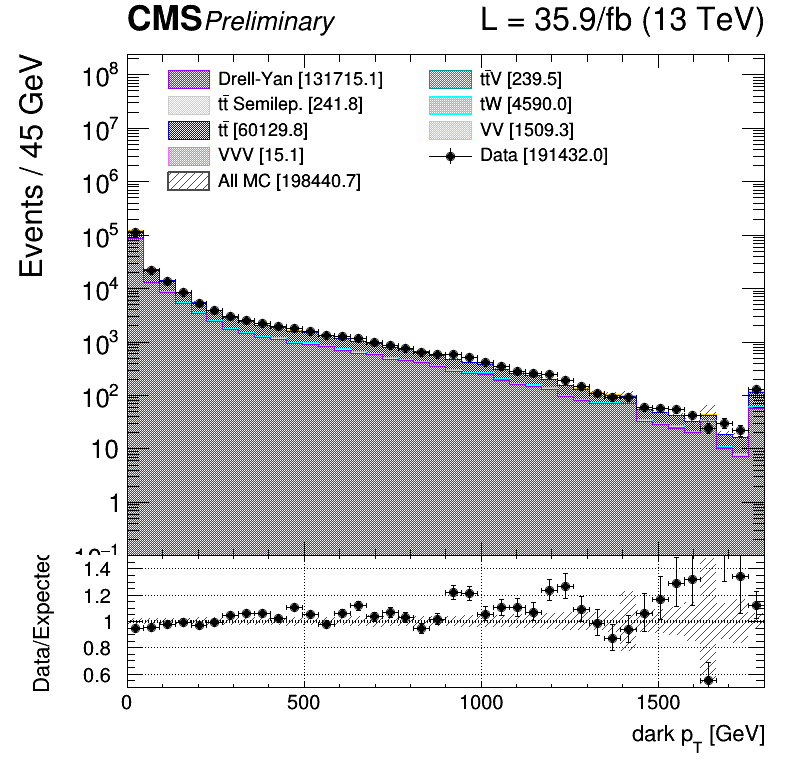 CMS Preliminary L = 35.9/fb (13 TeV)
Events / 45 GeV
10⁸
10⁷
10⁶
10⁵
10⁴
10³
10²
10
1
10⁻¹
Drell-Yan [131715.1]
tt̄ Semilep. [241.8]
tt̄ [60129.8]
VVV [15.1]
All MC [198440.7]
tt̄V [239.5]
tW [4590.0]
VV [1509.3]
Data [191432.0]
Data/Expected
1.4
1.2
1
0.8
0.6
0 500 1000 1500
dark p_T [GeV]